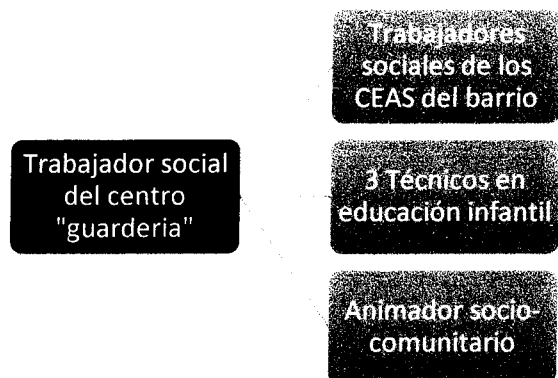 Trabajadores
sociales de los
CEAS del barrio
Trabajador social
del centro
"guarderia"
3 Técnicos en
educación infantil
Animador socio-
comunitario